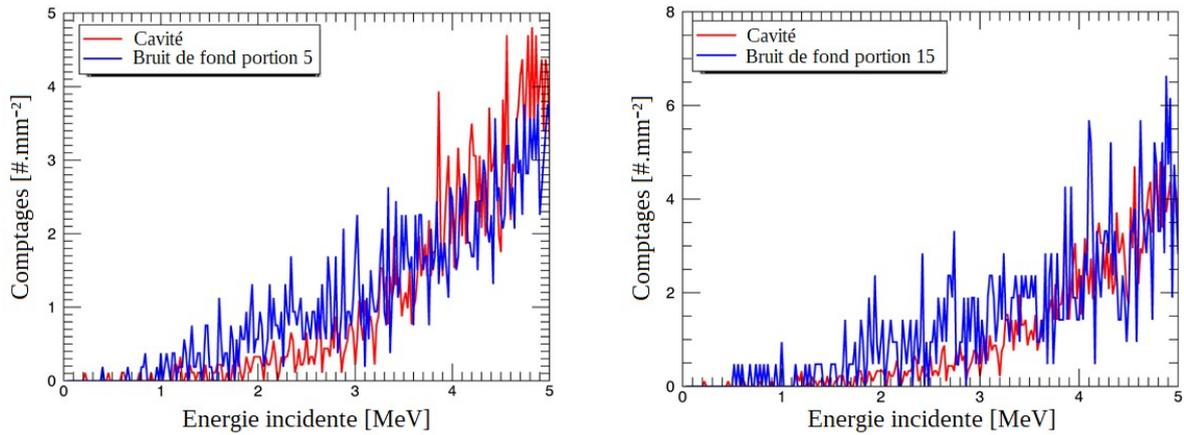 5
4
3
2
1
0
Comptages [#.mm⁻²]
Cavité
Bruit de fond portion 5
0 1 2 3 4 5
Energie incidente [MeV]
8
6
4
2
0
Comptages [#.mm⁻²]
Cavité
Bruit de fond portion 15
0 1 2 3 4 5
Energie incidente [MeV]